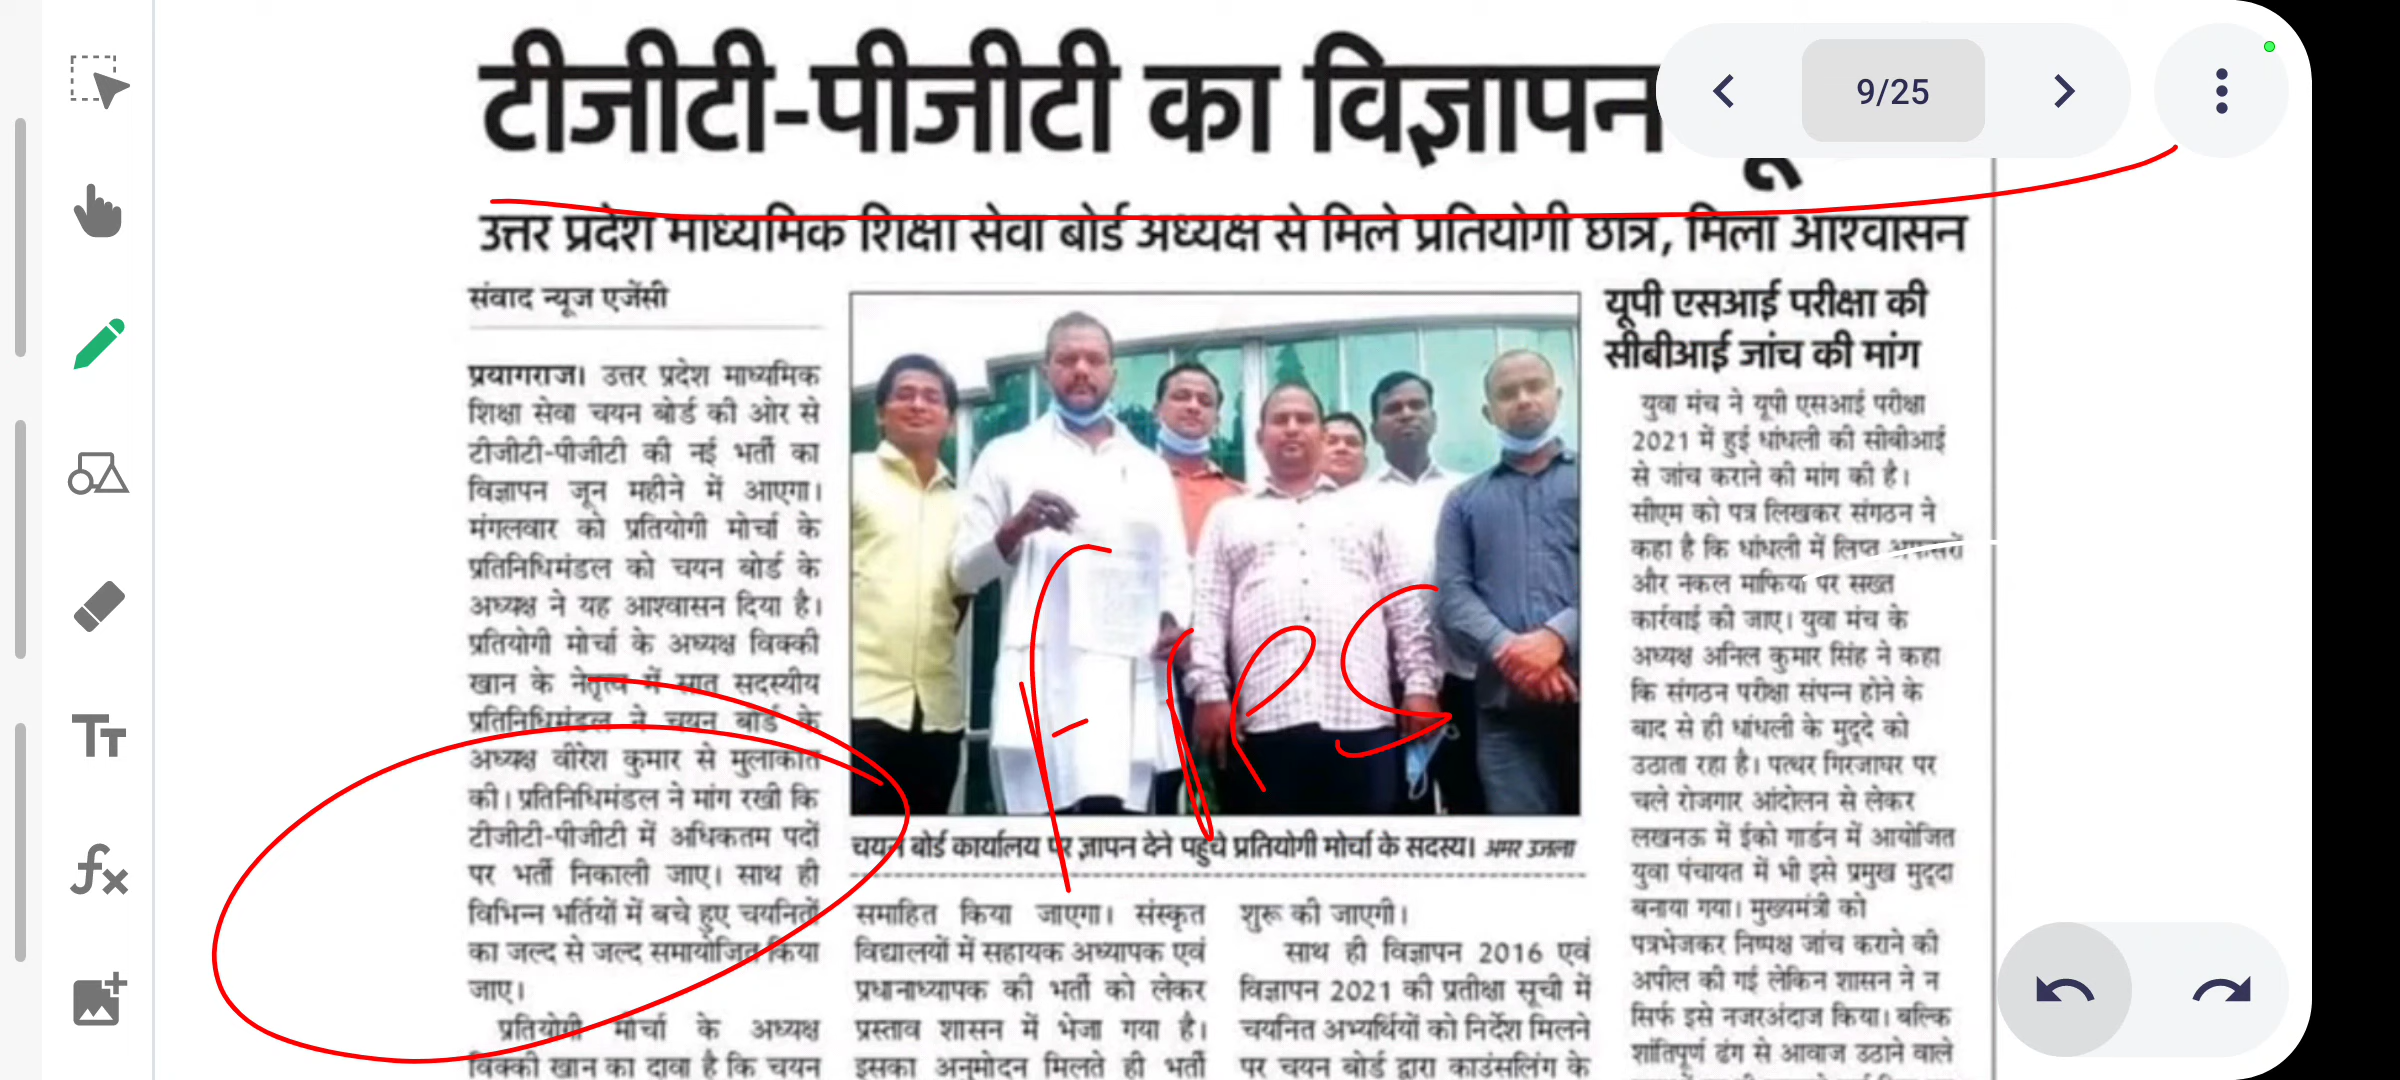 टीजीटी-पीजीटी का विज्ञापन
9/25
उत्तर प्रदेश माध्यमिक शिक्षा सेवा बोर्ड अध्यक्ष से मिले प्रतियोगी छात्र, मिला आश्वासन
संवाद न्यूज एजेंसी
प्रयागराज। उत्तर प्रदेश माध्यमिक
शिक्षा सेवा चयन बोर्ड की ओर से
टीजीटी-पीजीटी की नई भर्ती का
विज्ञापन जून महीने में आएगा।
मंगलवार को प्रतियोगी मोर्चा के
प्रतिनिधिमंडल को चयन बोर्ड के
अध्यक्ष ने यह आश्वासन दिया है।
प्रतियोगी मोर्चा के अध्यक्ष विक्की
खान के नेतृत्व में सात सदस्यीय
प्रतिनिधिमंडल ने चयन बोर्ड के
अध्यक्ष वीरेश कुमार से मुलाकात
की। प्रतिनिधिमंडल ने मांग रखी कि
टीजीटी-पीजीटी में अधिकतम पदों
पर भर्ती निकाली जाए। साथ ही
विभिन्न भर्तियों में बचे हुए चयनितों
का जल्द से जल्द समायोजित किया
जाए।
प्रतियोगी मोर्चा के अध्यक्ष
विक्की खान का दावा है कि चयन
चयन बोर्ड कार्यालय पर ज्ञापन देने पहुंचे प्रतियोगी मोर्चा के सदस्य। अमर उजाला
समाहित किया जाएगा। संस्कृत
विद्यालयों में सहायक अध्यापक एवं
प्रधानाध्यापक की भर्ती को लेकर
प्रस्ताव शासन में भेजा गया है।
इसका अनुमोदन मिलते ही भर्ती
शुरू की जाएगी।
साथ ही विज्ञापन 2016 एवं
विज्ञापन 2021 की प्रतीक्षा सूची में
चयनित अभ्यर्थियों को निर्देश मिलने
पर चयन बोर्ड द्वारा काउंसलिंग के
यूपी एसआई परीक्षा की
सीबीआई जांच की मांग
युवा मंच ने यूपी एसआई परीक्षा
2021 में हुई धांधली की सीबीआई
से जांच कराने की मांग की है।
सीएम को पत्र लिखकर संगठन ने
कहा है कि धांधली में लिप्त अफसरों
और नकल माफिया पर सख्त
कार्रवाई की जाए। युवा मंच के
अध्यक्ष अनिल कुमार सिंह ने कहा
कि संगठन परीक्षा संपन्न होने के
बाद से ही धांधली के मुद्दे को
उठाता रहा है। पत्थर गिरजाघर पर
चले रोजगार आंदोलन से लेकर
लखनऊ में ईको गार्डन में आयोजित
युवा पंचायत में भी इसे प्रमुख मुद्दा
बनाया गया। मुख्यमंत्री को
पत्रभेजकर निष्पक्ष जांच कराने की
अपील की गई लेकिन शासन ने न
सिर्फ इसे नजरअंदाज किया। बल्कि
शांतिपूर्ण ढंग से आवाज उठाने वाले